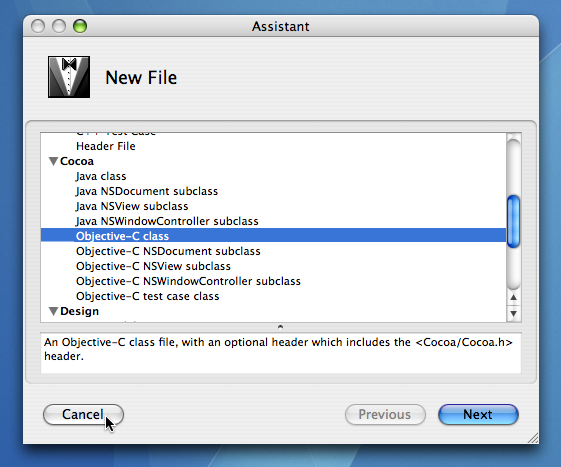 Assistant
New File
C++ Test Case
Header File
Cocoa
Java class
Java NSDocument subclass
Java NSView subclass
Java NSWindowController subclass
Objective-C class
Objective-C NSDocument subclass
Objective-C NSView subclass
Objective-C NSWindowController subclass
Objective-C test case class
Design
An Objective-C class file, with an optional header which includes the <Cocoa/Cocoa.h>
header.
Cancel Previous Next